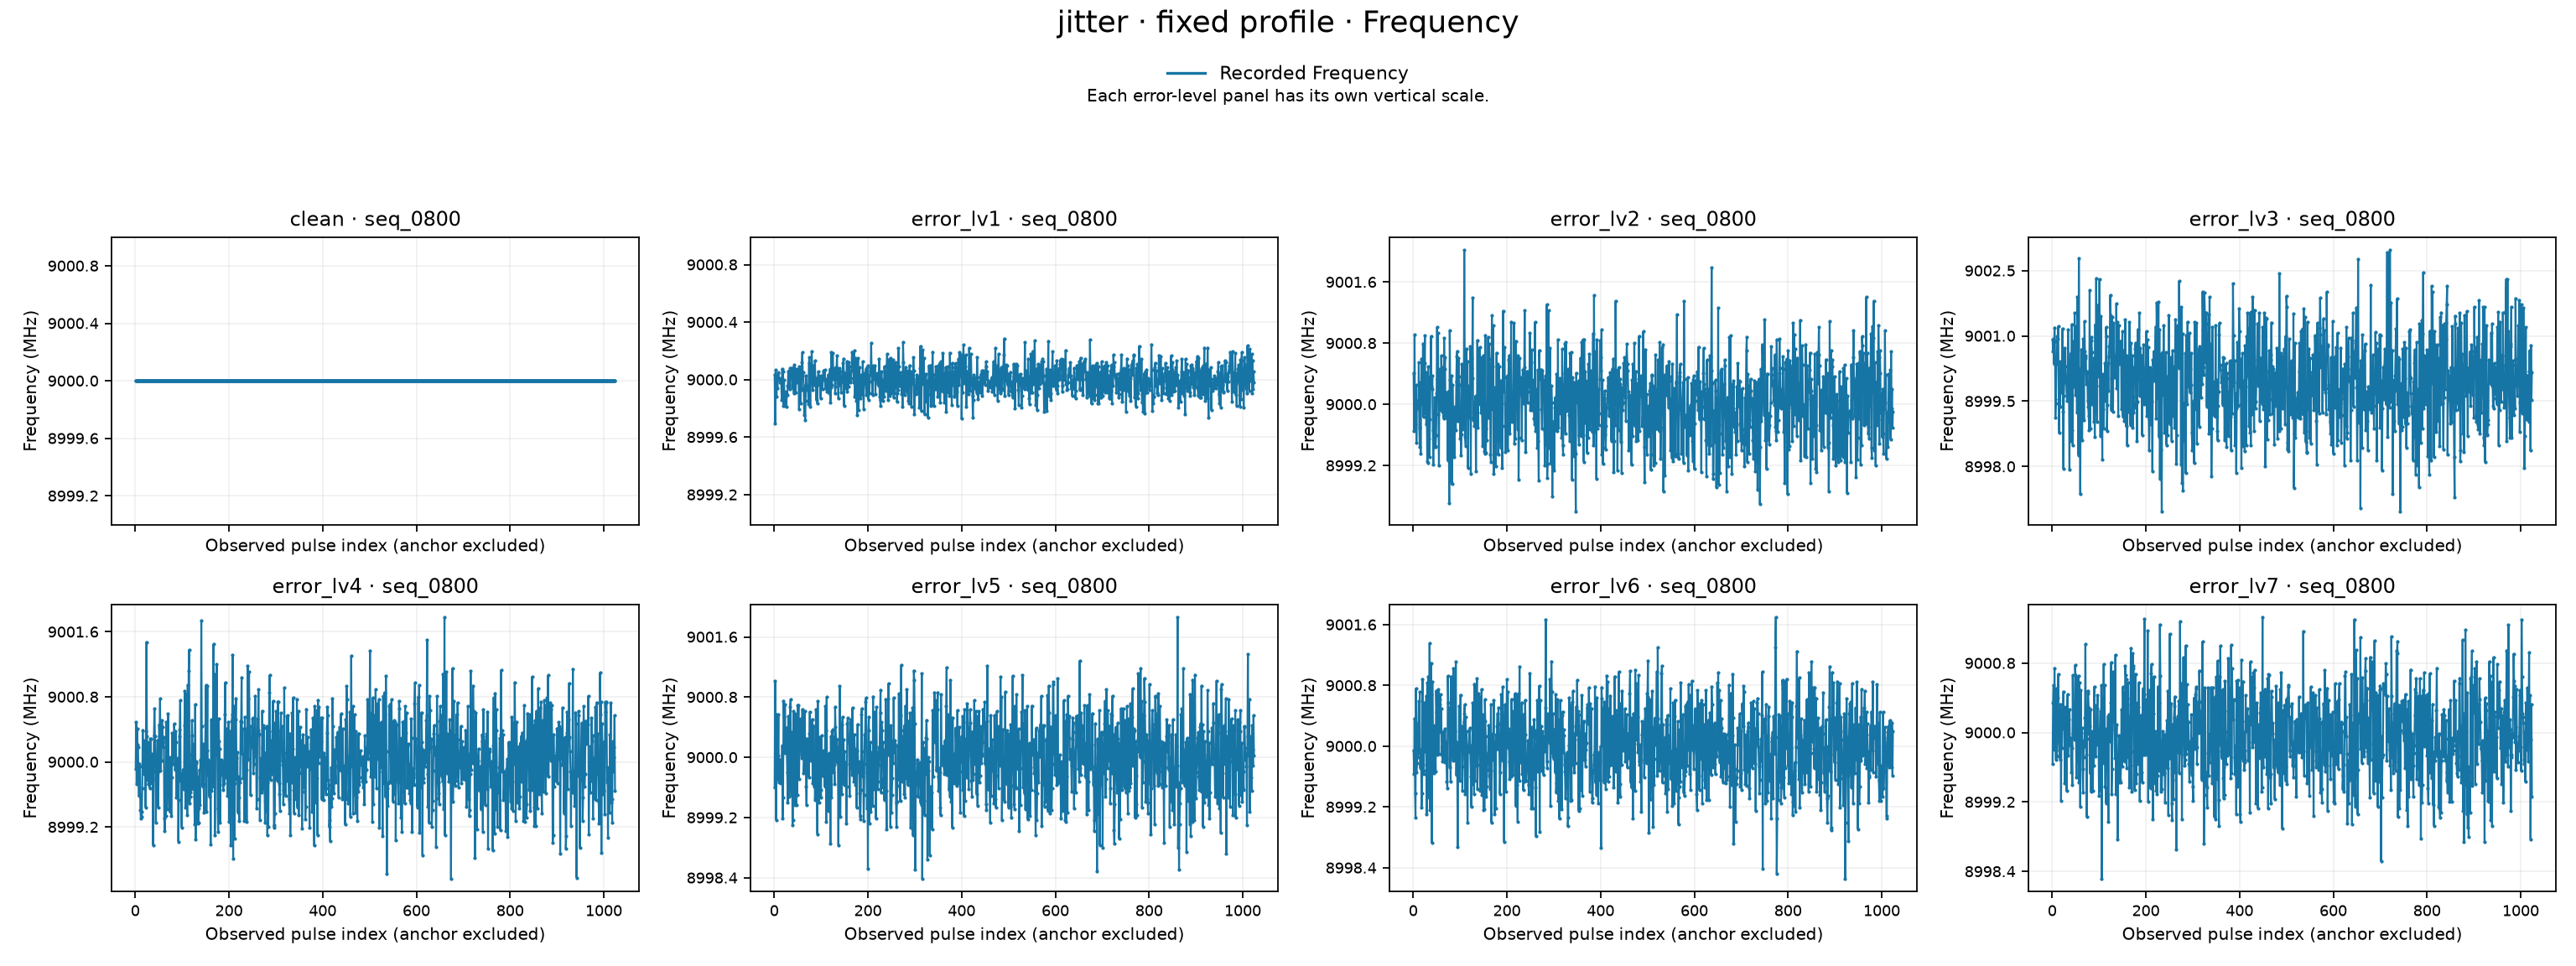 jitter · fixed profile · Frequency
Recorded Frequency
Each error-level panel has its own vertical scale.
clean · seq_0800
Frequency (MHz)
9000.8
9000.4
9000.0
8999.6
8999.2
Observed pulse index (anchor excluded)
error_lv1 · seq_0800
Frequency (MHz)
9000.8
9000.4
9000.0
8999.6
8999.2
Observed pulse index (anchor excluded)
error_lv2 · seq_0800
Frequency (MHz)
9001.6
9000.8
9000.0
8999.2
Observed pulse index (anchor excluded)
error_lv3 · seq_0800
Frequency (MHz)
9002.5
9001.0
8999.5
8998.0
Observed pulse index (anchor excluded)
error_lv4 · seq_0800
Frequency (MHz)
9001.6
9000.8
9000.0
8999.2
0 200 400 600 800 1000
Observed pulse index (anchor excluded)
error_lv5 · seq_0800
Frequency (MHz)
9001.6
9000.8
9000.0
8999.2
8998.4
0 200 400 600 800 1000
Observed pulse index (anchor excluded)
error_lv6 · seq_0800
Frequency (MHz)
9001.6
9000.8
9000.0
8999.2
8998.4
0 200 400 600 800 1000
Observed pulse index (anchor excluded)
error_lv7 · seq_0800
Frequency (MHz)
9000.8
9000.0
8999.2
8998.4
0 200 400 600 800 1000
Observed pulse index (anchor excluded)